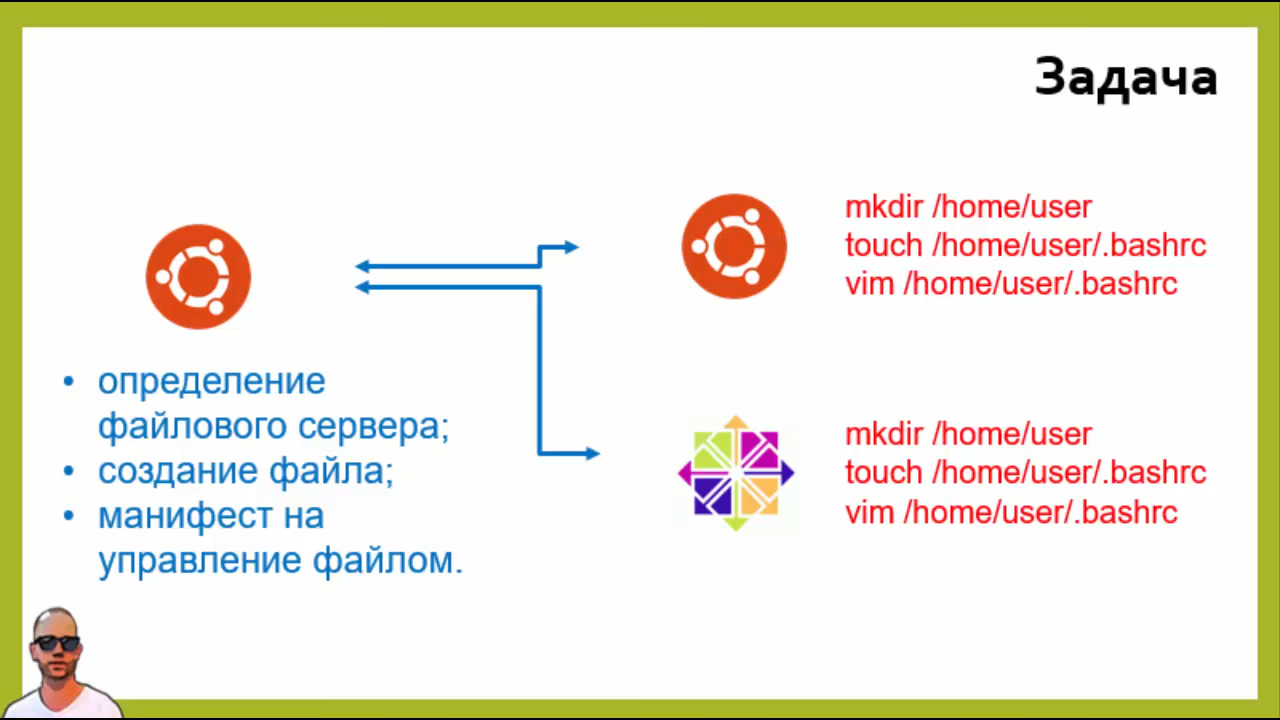 Задача
mkdir /home/user
touch /home/user/.bashrc
vim /home/user/.bashrc
• определение
файлового сервера;
• создание файла;
• манифест на
управление файлом.
mkdir /home/user
touch /home/user/.bashrc
vim /home/user/.bashrc